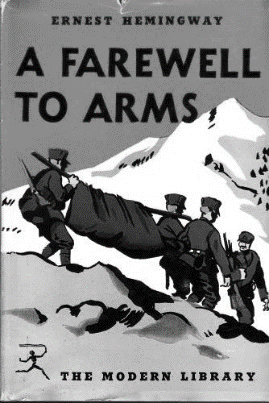 ERNEST HEMINGWAY
A FAREWELL
TO ARMS
THE MODERN LIBRARY